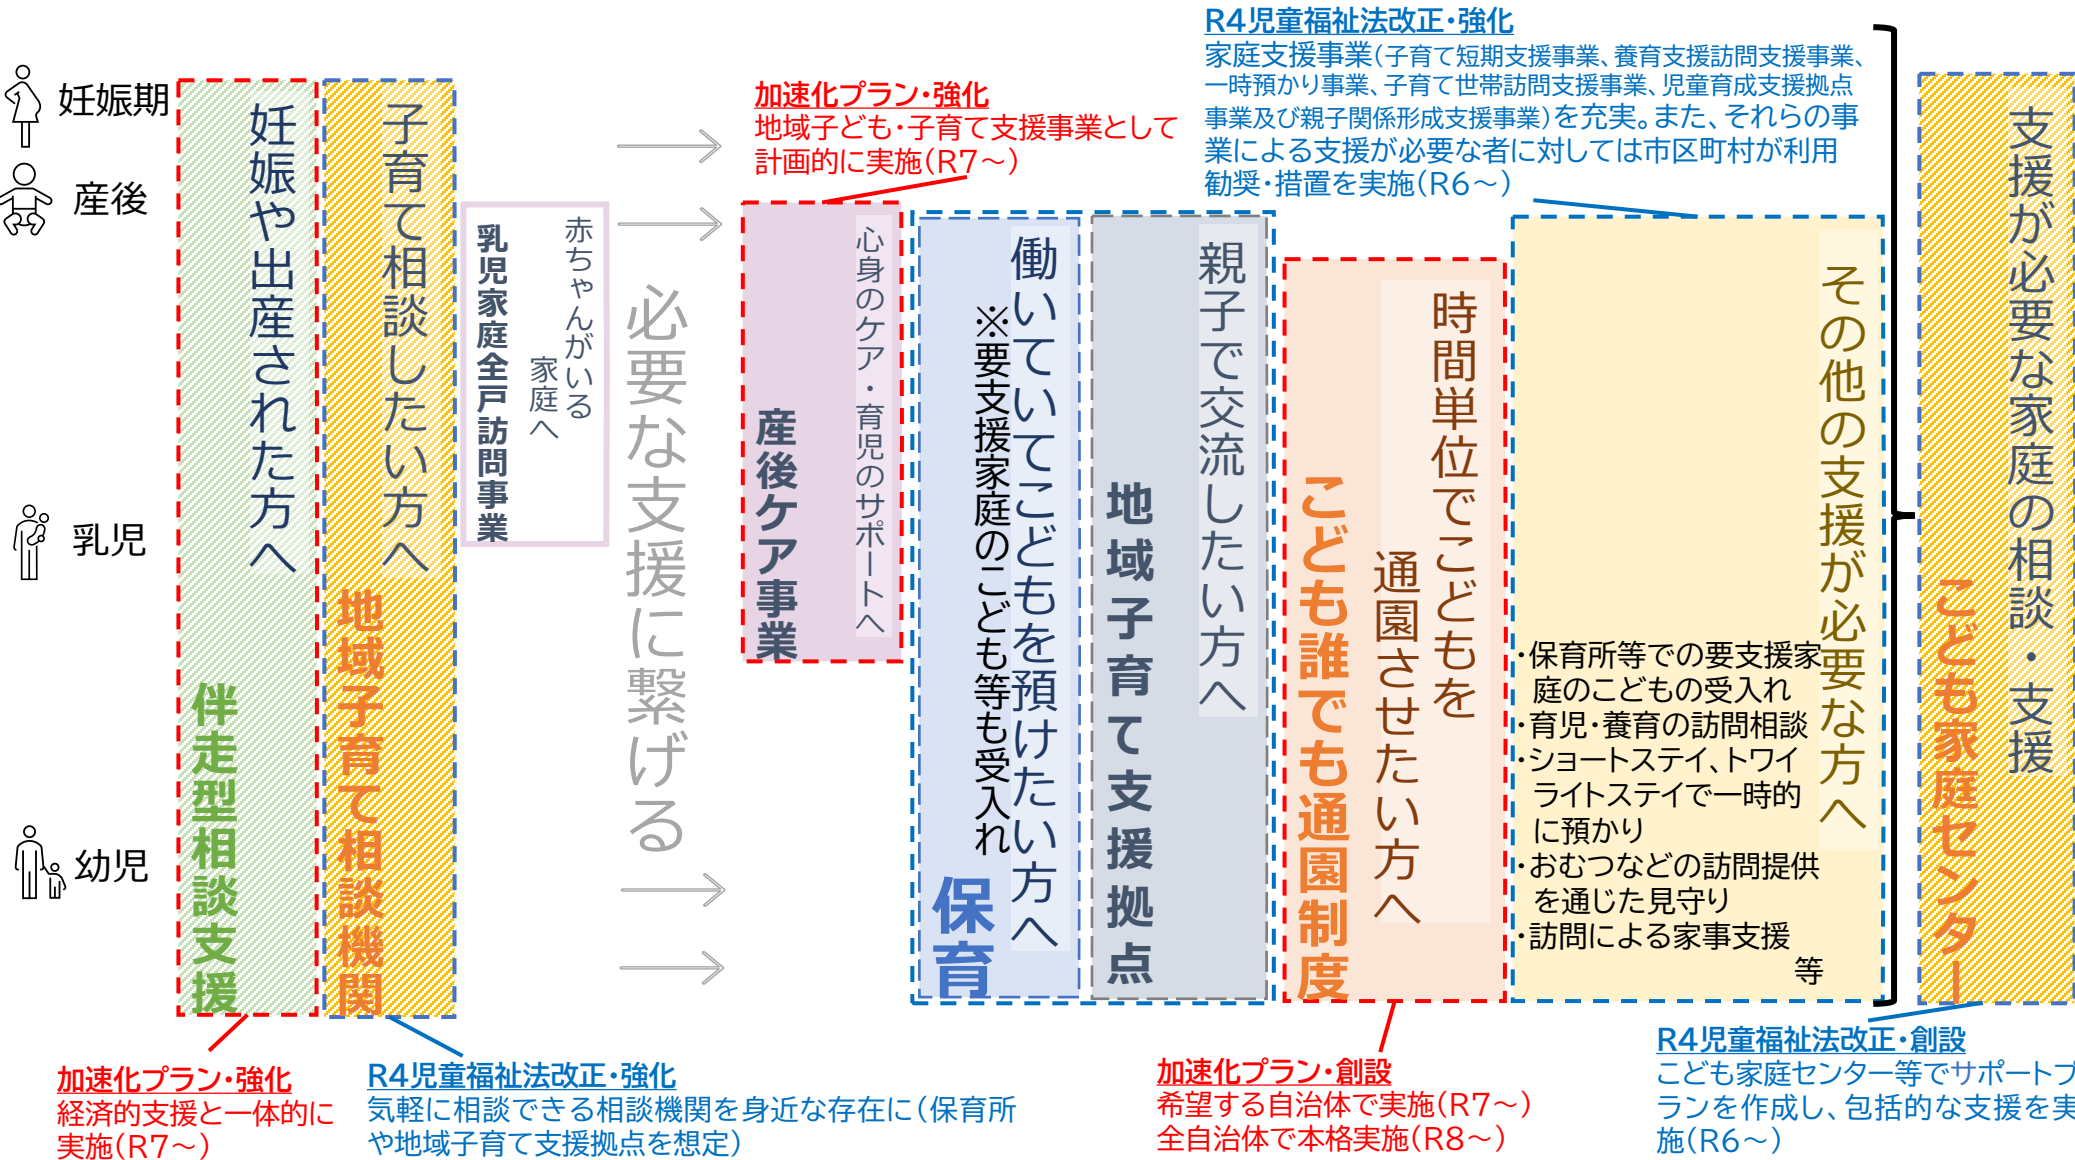 R4児童福祉法改正・強化
家庭支援事業(子育て短期支援事業、養育支援訪問支援事業、
一時預かり事業、子育て世帯訪問支援事業、児童育成支援拠点
事業及び親子関係形成支援事業)を充実。また、それらの事
業による支援が必要な者に対しては市区町村が利用
勧奨・措置を実施(R6～)
加速化プラン・強化
地域子ども・子育て支援事業として
計画的に実施(R7～)
妊娠期
産後
乳児
幼児
妊娠や出産された方へ
伴走型相談支援
子育て相談したい方へ
地域子育て相談機関
赤ちゃんがいる
家庭へ
乳児家庭全戸訪問事業
必要な支援に繋げる
心身のケア・育児のサポートへ
産後ケア事業
働いていてこどもを預けたい方へ
※要支援家庭のこども等も受入れ
保育
親子で交流したい方へ
地域子育て支援拠点
時間単位でこどもを
通園させたい方へ
こども誰でも通園制度
その他の支援が必要な方へ
・保育所等での要支援家
庭のこどもの受入れ
・育児・養育の訪問相談
・ショートステイ、トワイ
ライトステイで一時的
に預かり
・おむつなどの訪問提供
を通じた見守り
・訪問による家事支援
等
支援が必要な家庭の相談・支援
こども家庭センター
加速化プラン・強化
経済的支援と一体的に
実施(R7～)
R4児童福祉法改正・強化
気軽に相談できる相談機関を身近な存在に(保育所
や地域子育て支援拠点を想定)
加速化プラン・創設
希望する自治体で実施(R7～)
全自治体で本格実施(R8～)
R4児童福祉法改正・創設
こども家庭センター等でサポートプ
ランを作成し、包括的な支援を実
施(R6～)